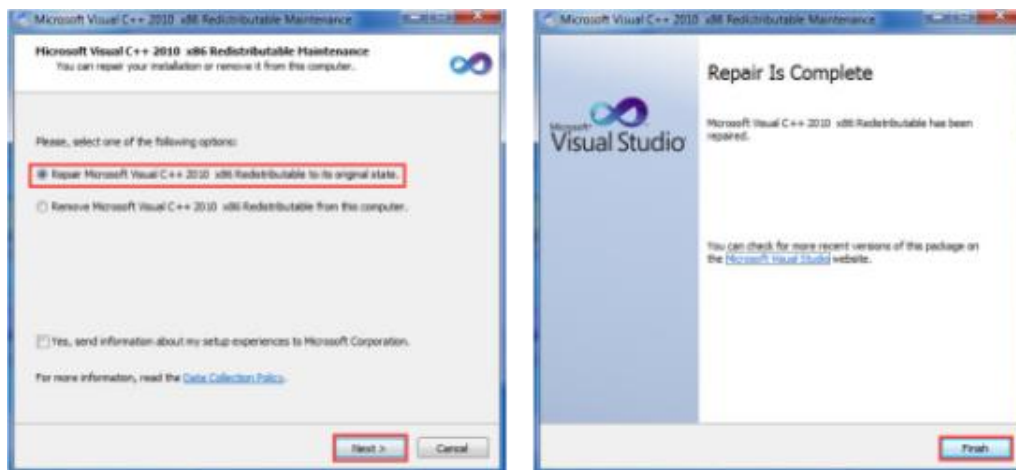 Microsoft Visual C++ 2010 x86 Redistributable Maintenance
Microsoft Visual C++ 2010 x86 Redistributable Maintenance
You can repair your installation or remove it from this computer.
Please, select one of the following options:
Repair Microsoft Visual C++ 2010 x86 Redistributable to its original state.
Remove Microsoft Visual C++ 2010 x86 Redistributable from this computer.
Yes, send information about my setup experiences to Microsoft Corporation.
For more information, read the Data Collection Policy.
Next >
Cancel
Microsoft Visual C++ 2010 x86 Redistributable Maintenance
Repair Is Complete
Microsoft
Visual Studio
Microsoft Visual C++ 2010 x86 Redistributable has been
repaired.
You can check for more recent versions of this package on
the Microsoft Visual Studio website.
Finish